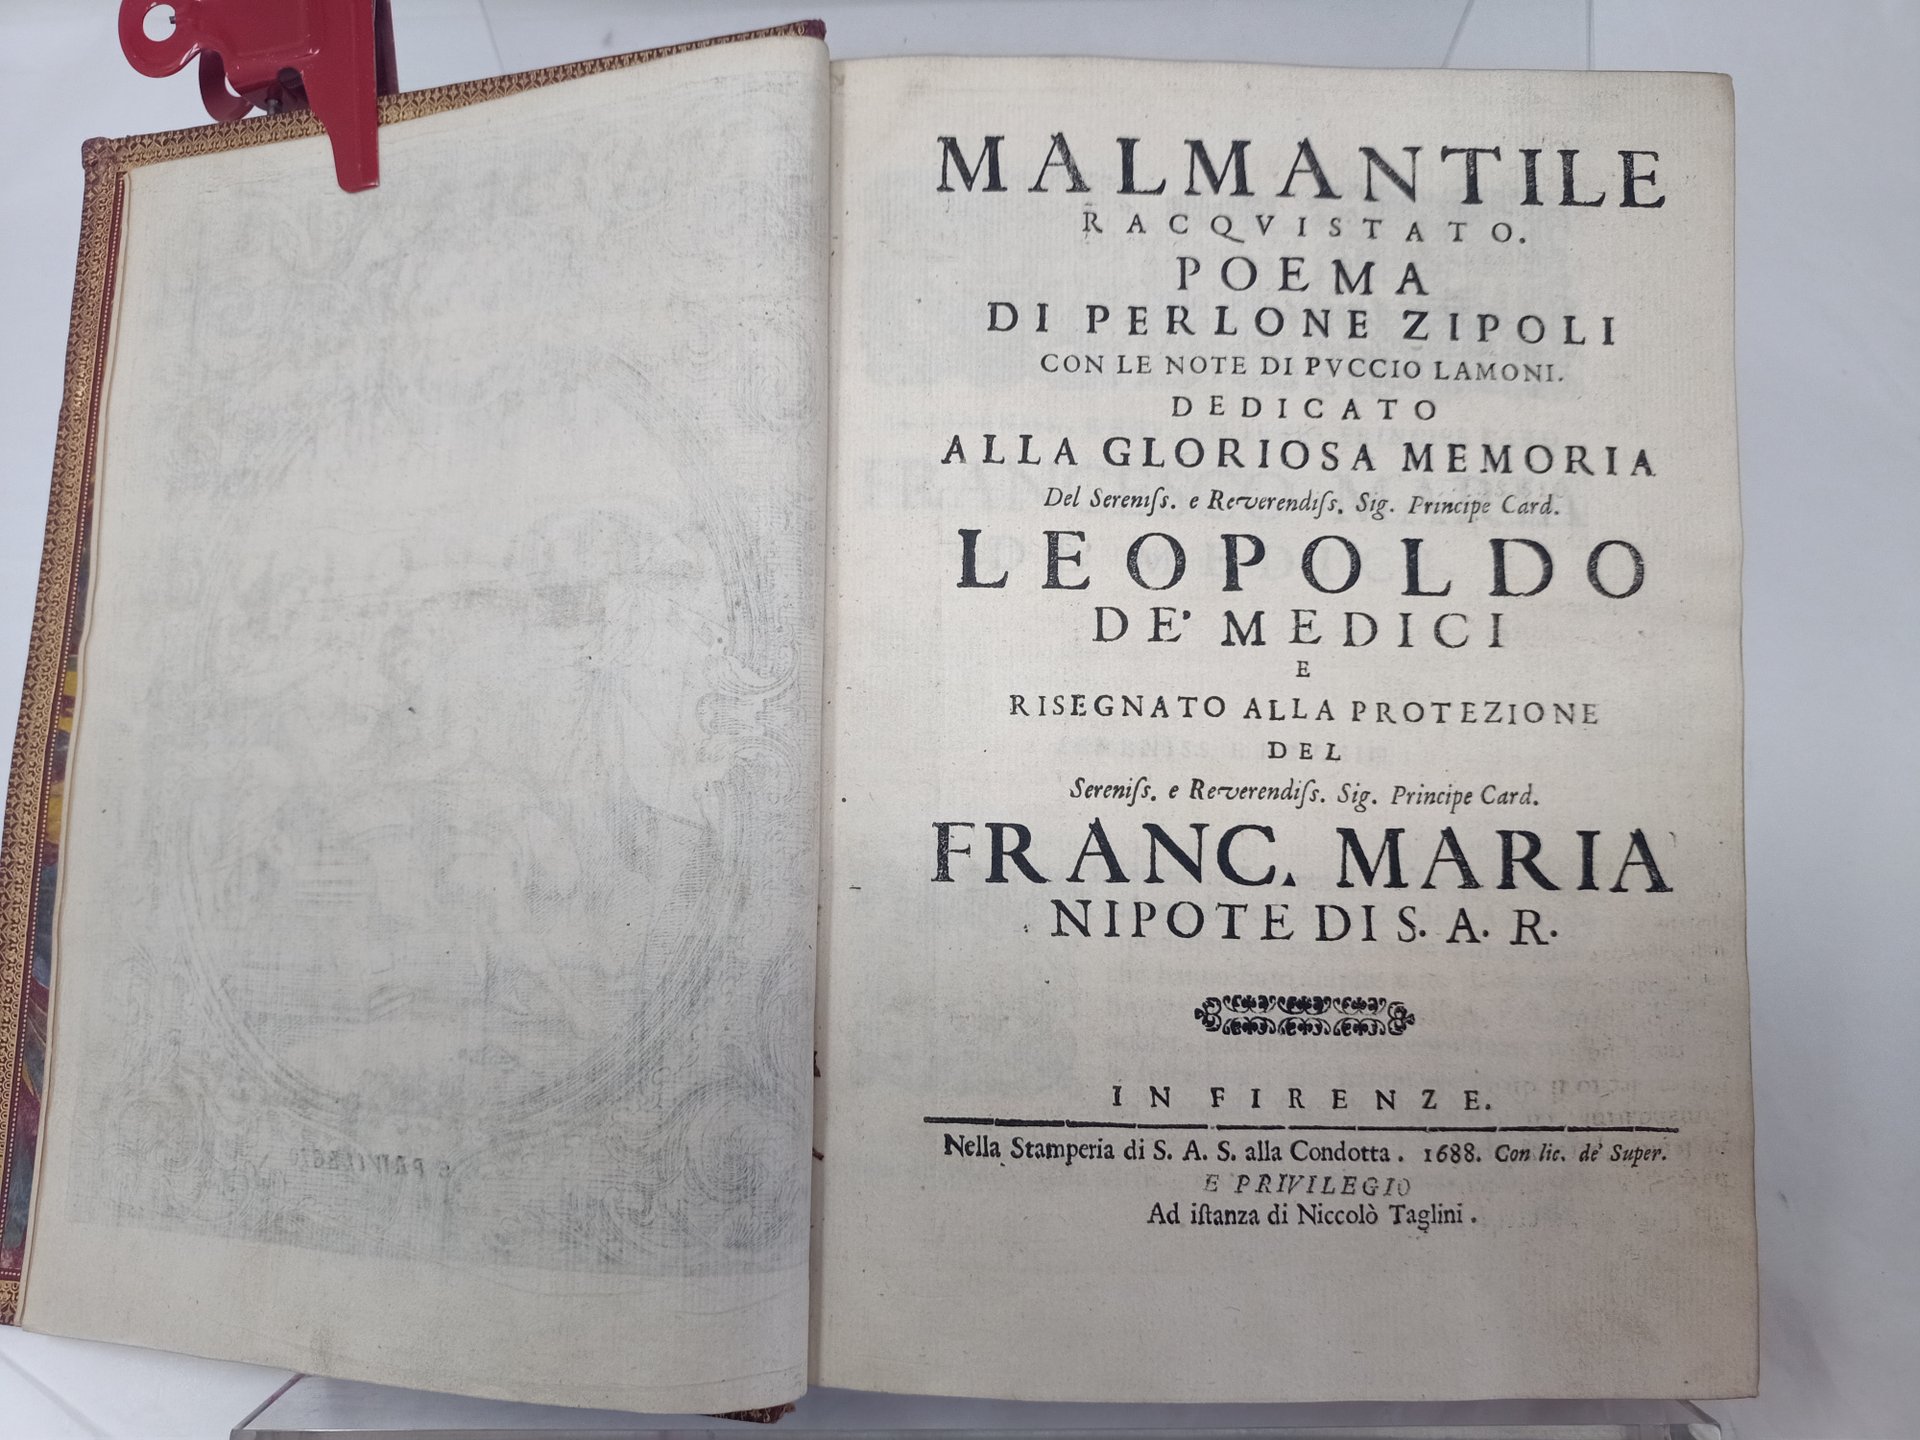 MALMANTILE
RACQVISTATO.
POEMA
DI PERLONE ZIPOLI
CON LE NOTE DI PVCCIO LAMONI.
DEDICATO
ALLA GLORIOSA MEMORIA
Del Sereniſs. e Reverendiſs. Sig. Principe Card.
LEOPOLDO
DE' MEDICI
E
RISEGNATO ALLA PROTEZIONE
DEL
Sereniſs. e Reverendiſs. Sig. Principe Card.
FRANC. MARIA
NIPOTE DI S. A. R.
IN FIRENZE.
Nella Stamperia di S. A. S. alla Condotta. 1688. Con lic. de' Super.
E PRIVILEGIO
Ad iſtanza di Niccolò Taglini.